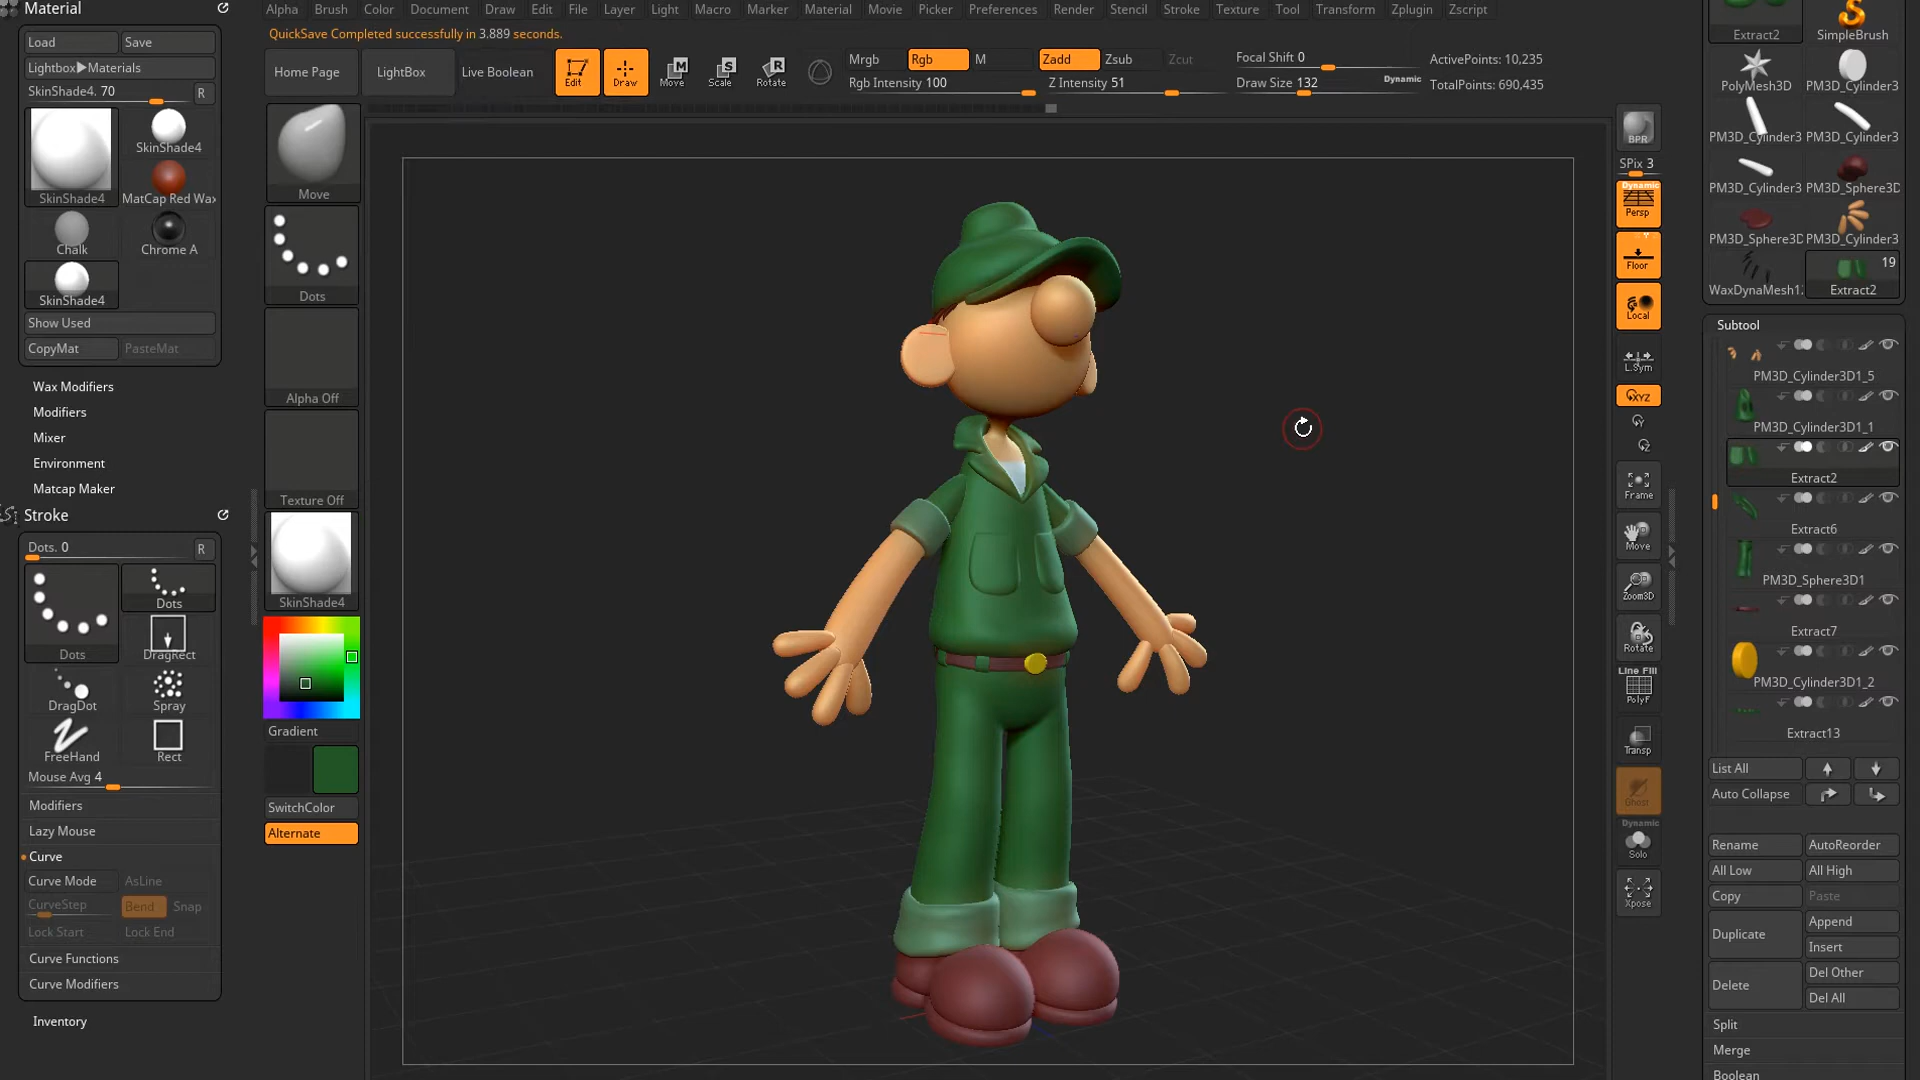 Material
Load
Save
Lightbox▶Materials
SkinShade4. 70
R
SkinShade4
SkinShade4
MatCap Red Wax
Chalk
Chrome A
SkinShade4
Show Used
CopyMat
PasteMat
Wax Modifiers
Modifiers
Mixer
Environment
Matcap Maker
Stroke
Dots. 0
R
Dots
Dots
DragRect
DragDot
Spray
FreeHand
Rect
Mouse Avg 4
Modifiers
Lazy Mouse
Curve
Curve Mode
AsLine
CurveStep
Bend
Snap
Lock Start
Lock End
Curve Functions
Curve Modifiers
Inventory
Alpha
Brush
Color
Document
Draw
Edit
File
Layer
Light
Macro
Marker
Material
Movie
Picker
Preferences
Render
Stencil
Stroke
Texture
Tool
Transform
Zplugin
Zscript
QuickSave Completed successfully in 3.889 seconds.
Home Page
LightBox
Live Boolean
Edit
Draw
M
Move
S
Scale
R
Rotate
Mrgb
Rgb
M
Rgb Intensity 100
Zadd
Zsub
Zcut
Z Intensity 51
Focal Shift 0
Draw Size 132
Dynamic
ActivePoints: 10,235
TotalPoints: 690,435
Move
Dots
Alpha Off
Texture Off
SkinShade4
Gradient
SwitchColor
Alternate
BPR
SPix 3
Dynamic
Persp
Floor
Local
L.Sym
XYZ
Y
Z
Frame
Move
Zoom3D
Rotate
Line Fill
PolyF
Transp
Ghost
Dynamic
Solo
Xpose
Extract2
SimpleBrush
PolyMesh3D
PM3D_Cylinder3
PM3D_Cylinder3
PM3D_Cylinder3
PM3D_Cylinder3
PM3D_Sphere3D
PM3D_Sphere3D
PM3D_Cylinder3
WaxDynaMesh12
19
Extract2
Subtool
PM3D_Cylinder3D1_5
PM3D_Cylinder3D1_1
Extract2
Extract6
PM3D_Sphere3D1
Extract7
PM3D_Cylinder3D1_2
Extract13
List All
Auto Collapse
Rename
AutoReorder
All Low
All High
Copy
Paste
Duplicate
Append
Insert
Delete
Del Other
Del All
Split
Merge
Boolean